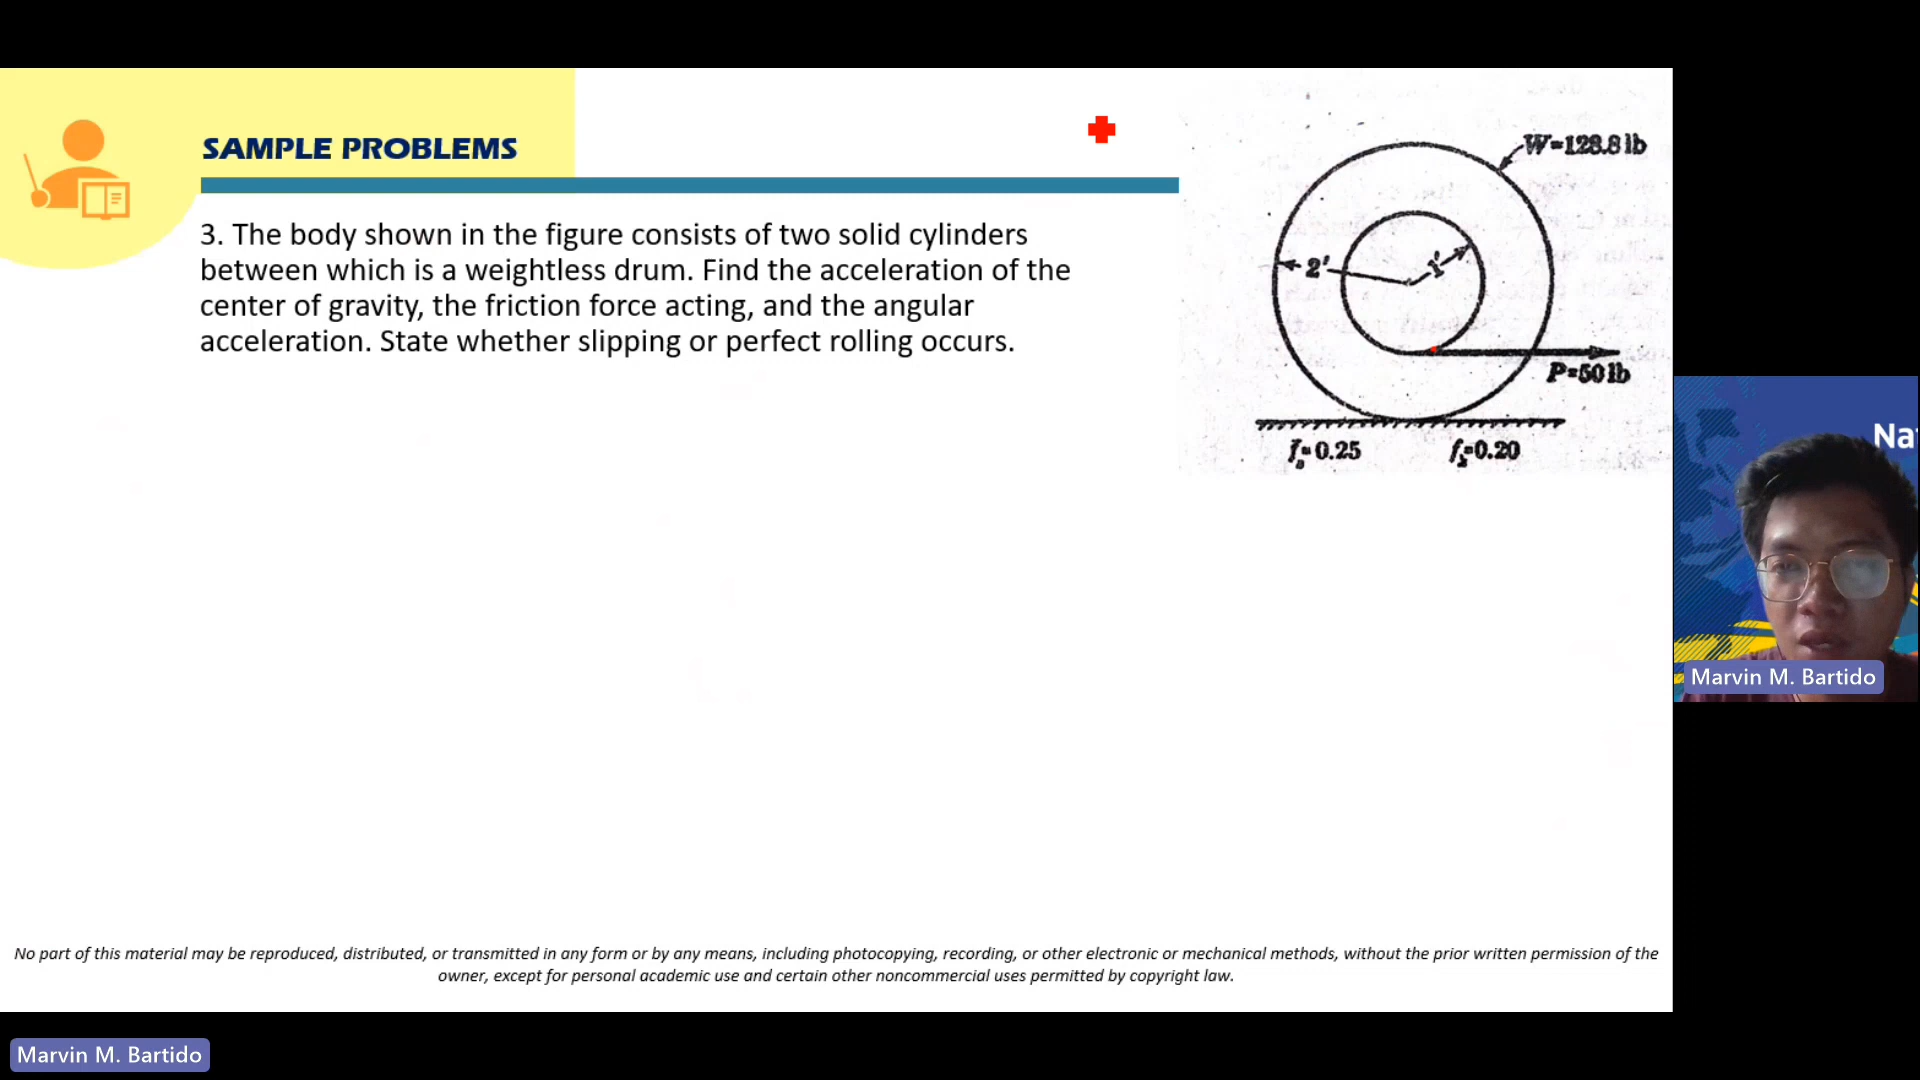 SAMPLE PROBLEMS
3. The body shown in the figure consists of two solid cylinders
between which is a weightless drum. Find the acceleration of the
center of gravity, the friction force acting, and the angular
acceleration. State whether slipping or perfect rolling occurs.
W=128.8 lb
2'
1'
P=50 lb
fs=0.25
fk=0.20
Na
Marvin M. Bartido
No part of this material may be reproduced, distributed, or transmitted in any form or by any means, including photocopying, recording, or other electronic or mechanical methods, without the prior written permission of the
owner, except for personal academic use and certain other noncommercial uses permitted by copyright law.
Marvin M. Bartido